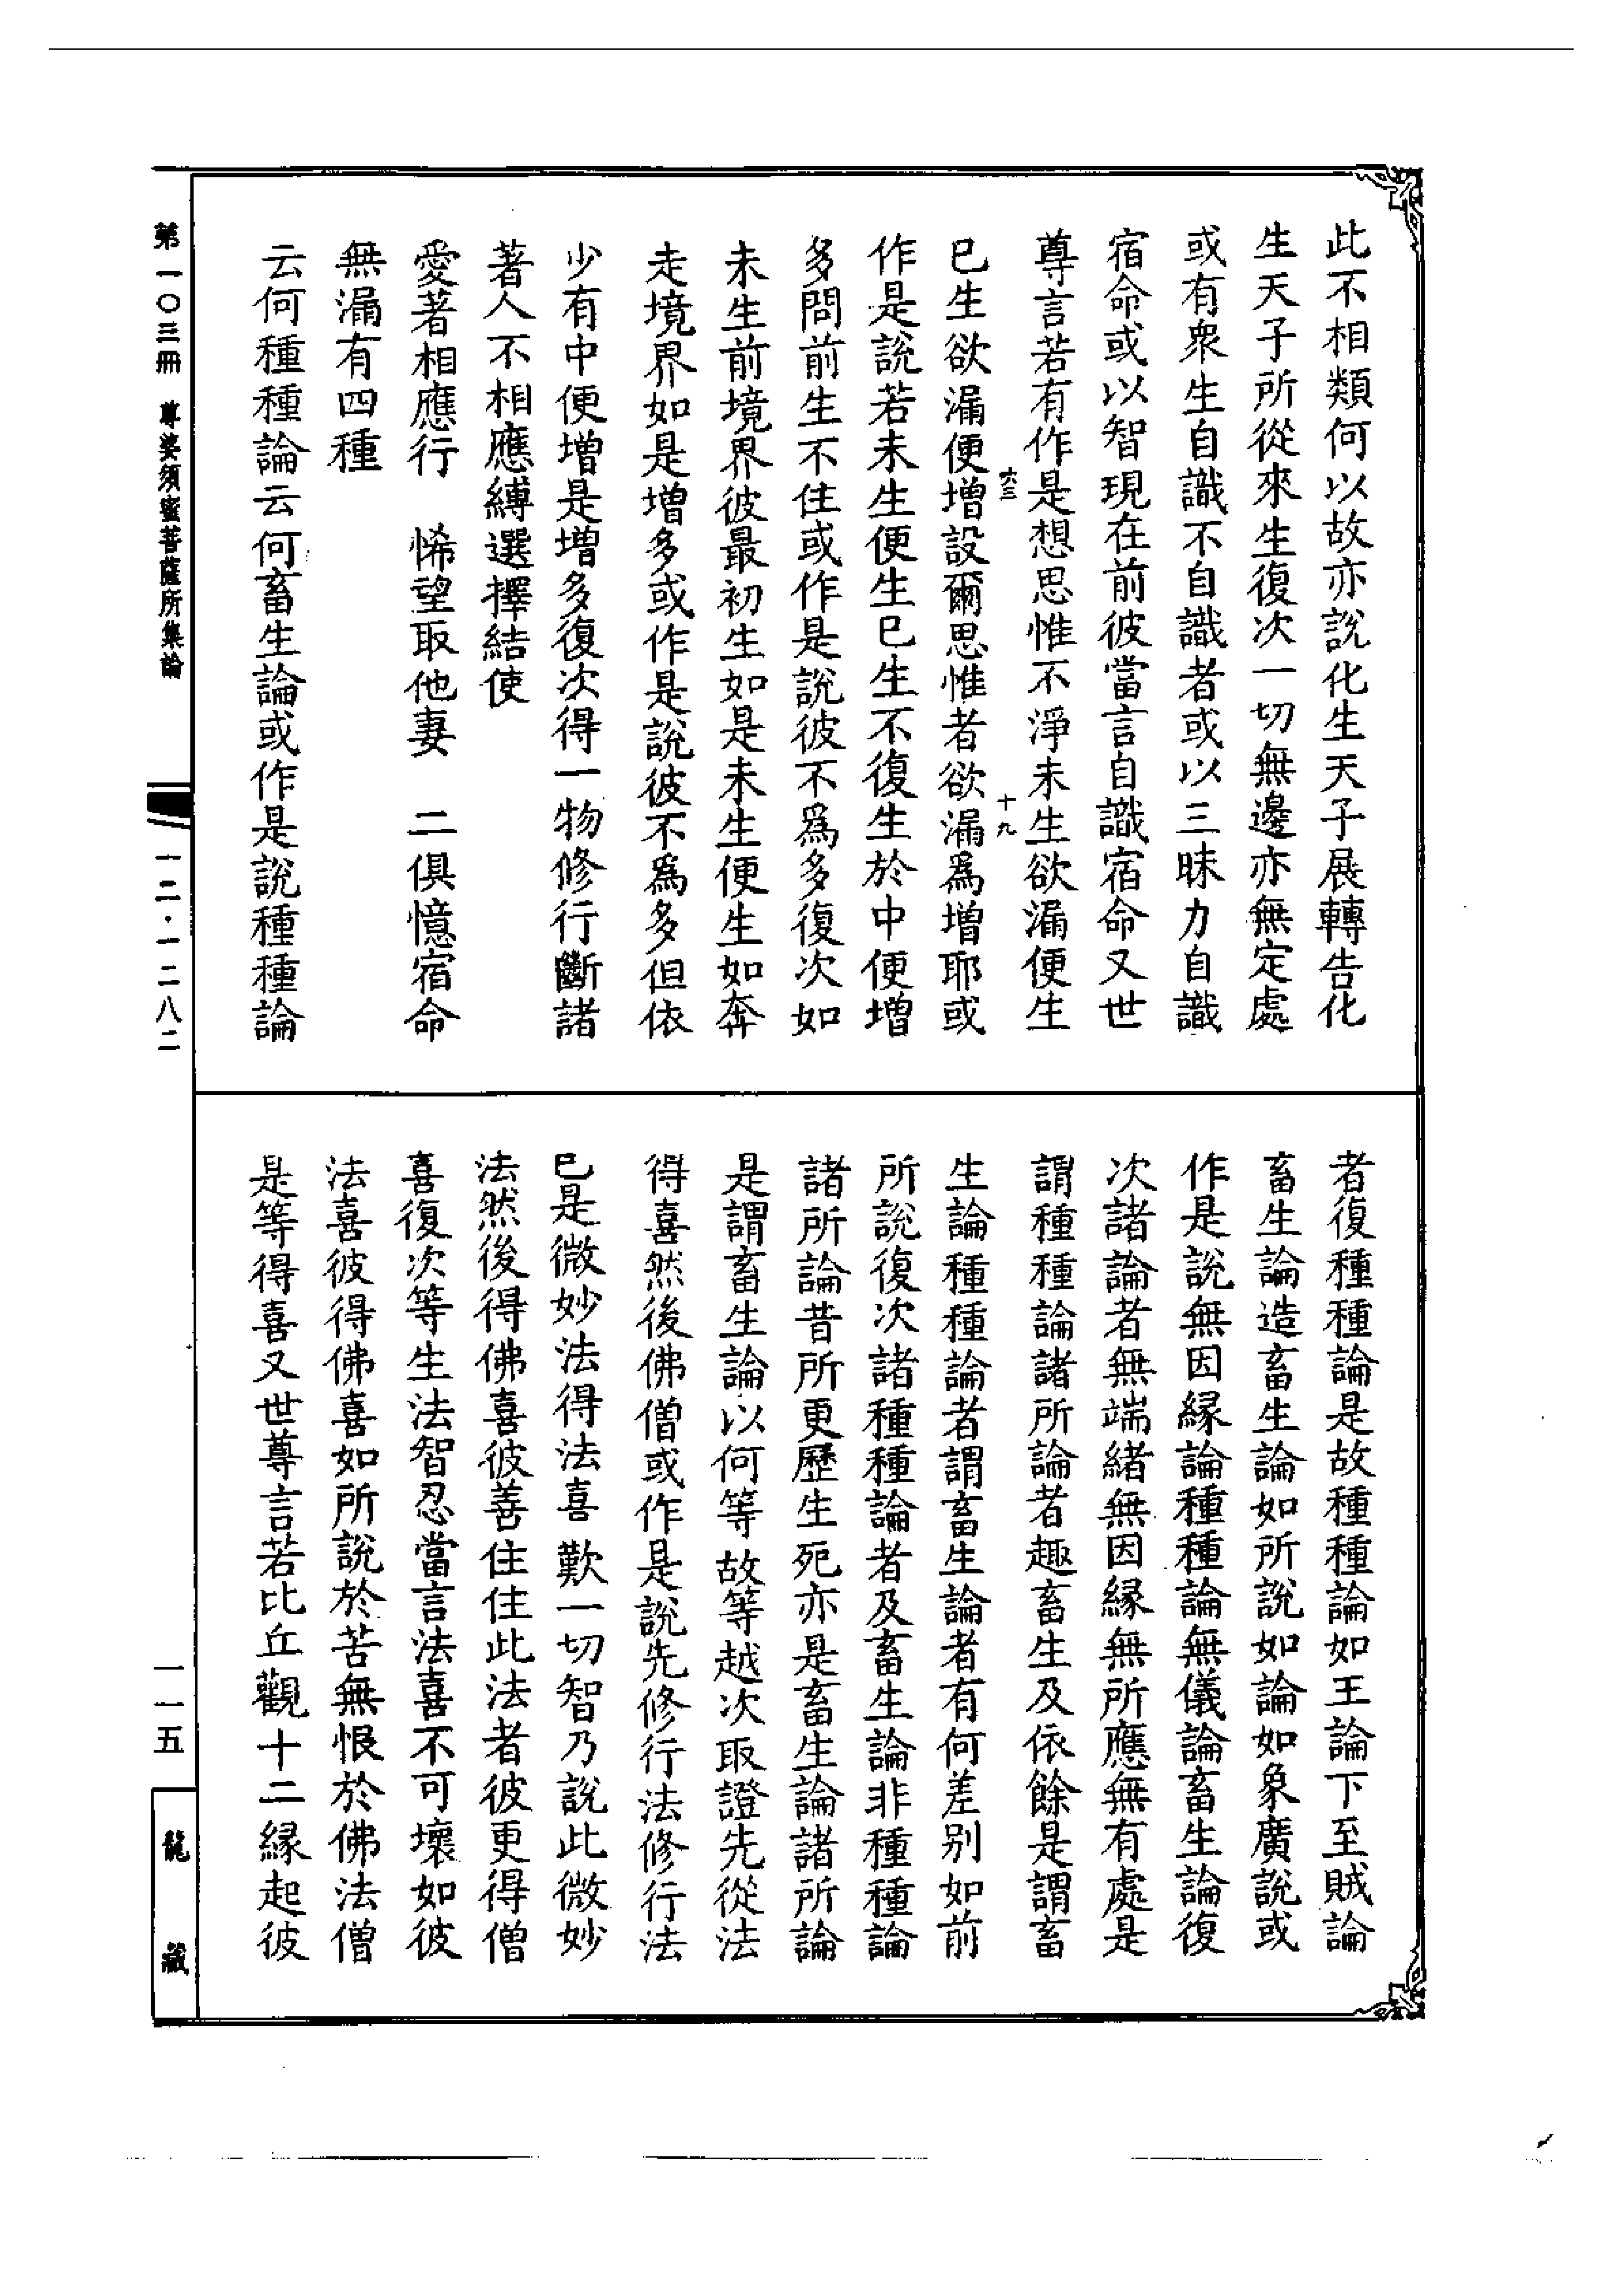 此不相類何以故亦說化生天子展轉告化
生天子所從來生復次一切無邊亦無定處
或有衆生自識不自識者或以三昧力自識
宿命或以智現在前彼當言自識宿命又世
尊言若有作是想思惟不淨未生欲漏便生
六三
十九
巳生欲漏便增設爾思惟者欲漏爲增耶或
作是說若未生便生巳生不復生於中便增
多問前生不住或作是說彼不爲多復次如
未生前境界彼最初生如是未生便生如奔
走境界如是增多或作是說彼不爲多但依
少有中便增是增多復次得一物修行斷諸
著人不相應縛選擇結使
愛著相應行　悕望取他妻　二俱憶宿命
無漏有四種
云何種種論云何畜生論或作是說種種論
者復種種論是故種種論如王論下至賊論
畜生論造畜生論如所說如論如象廣說或
作是說無因緣論種種論無儀論畜生論復
次諸論者無端緒無因緣無所應無有處是
謂種種論諸所論者趣畜生及依餘是謂畜
生論種種論者謂畜生論者有何差别如前
所說復次諸種種論者及畜生論非種種論
諸所論昔所更歷生死亦是畜生論諸所論
是謂畜生論以何等故等越次取證先從法
得喜然後佛僧或作是說先修行法修行法
巳是微妙法得法喜歎一切智乃說此微妙
法然後得佛喜彼善住住此法者彼更得僧
喜復次等生法智忍當言法喜不可壞如彼
法喜彼得佛喜如所說於苦無恨於佛法僧
是等得喜又世尊言若比丘觀十二緣起彼
第一〇三冊　尊婆須蜜菩薩所集論
一二·一二八二
一一五
龍藏